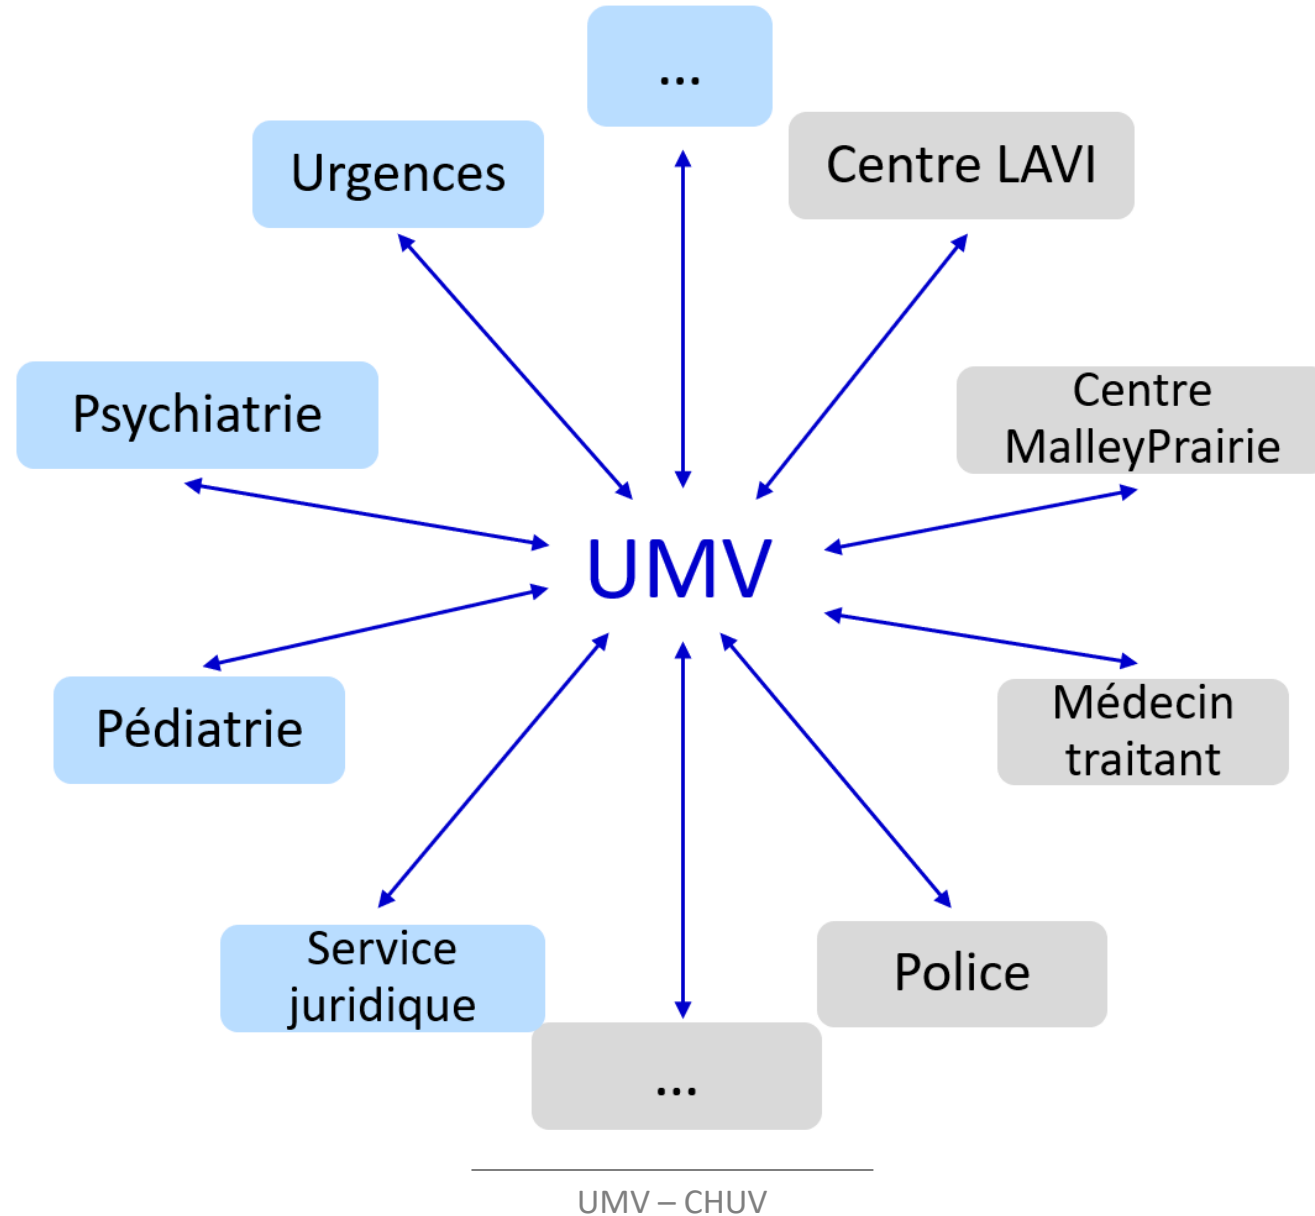 ...
Urgences
Centre LAVI
Psychiatrie
Centre
MalleyPrairie
UMV
Pédiatrie
Médecin
traitant
Service
juridique
Police
...
UMV – CHUV